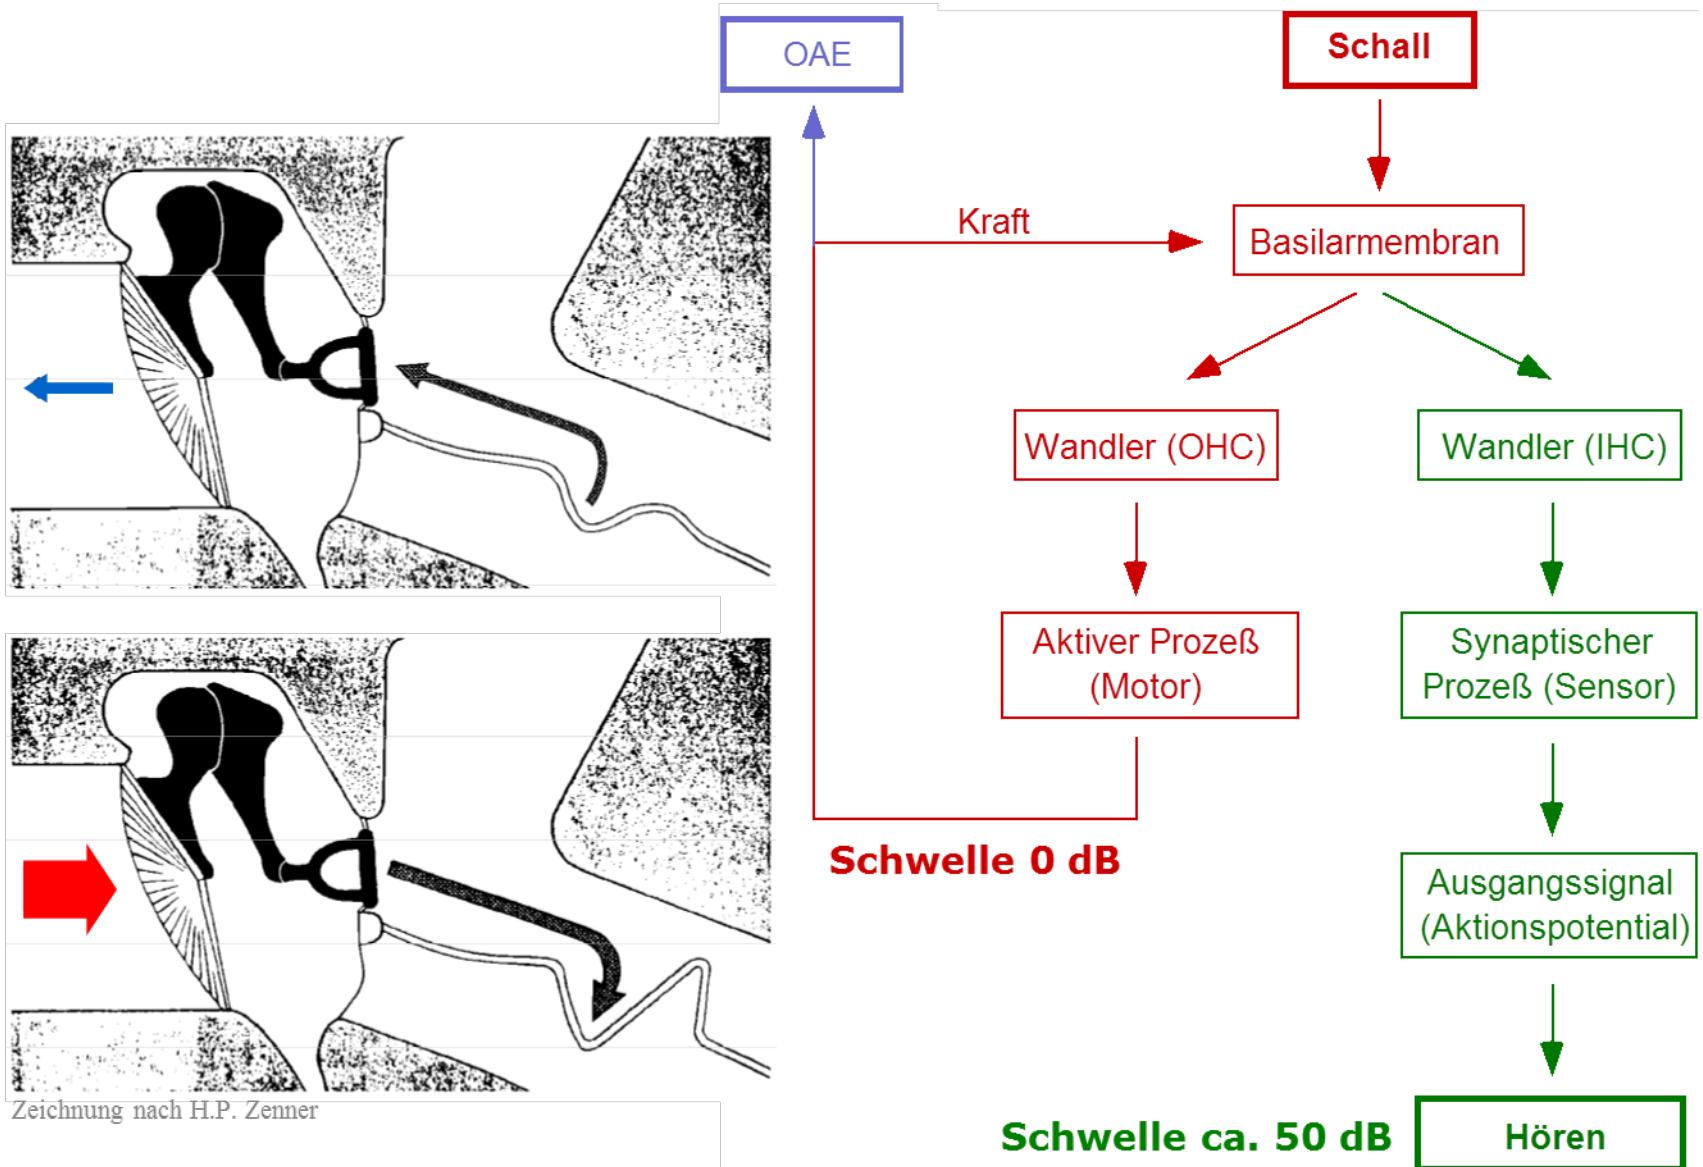 OAE
Schall
Kraft
Basilarmembran
Wandler (OHC)
Wandler (IHC)
Aktiver Prozeß
(Motor)
Synaptischer
Prozeß (Sensor)
Schwelle 0 dB
Ausgangssignal
(Aktionspotential)
Zeichnung nach H.P. Zenner
Schwelle ca. 50 dB
Hören